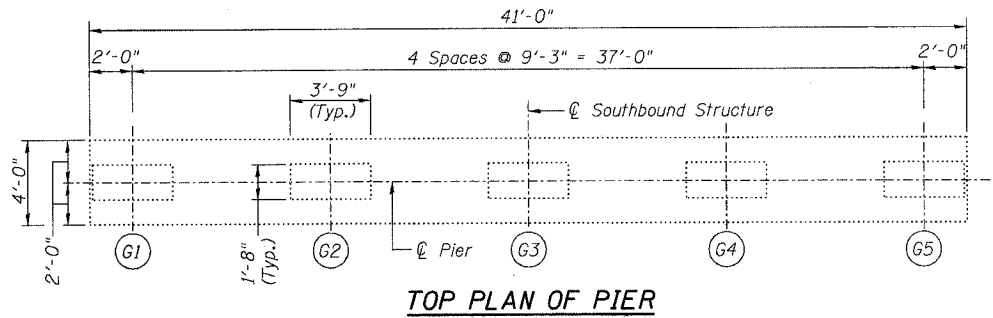 41'-0"
2'-0"
4 Spaces @ 9'-3" = 37'-0"
2'-0"
3'-9"
(Typ.)
℄ Southbound Structure
4'-0"
2'-0"
1'-8"
(Typ.)
℄ Pier
G1
G2
G3
G4
G5
TOP PLAN OF PIER